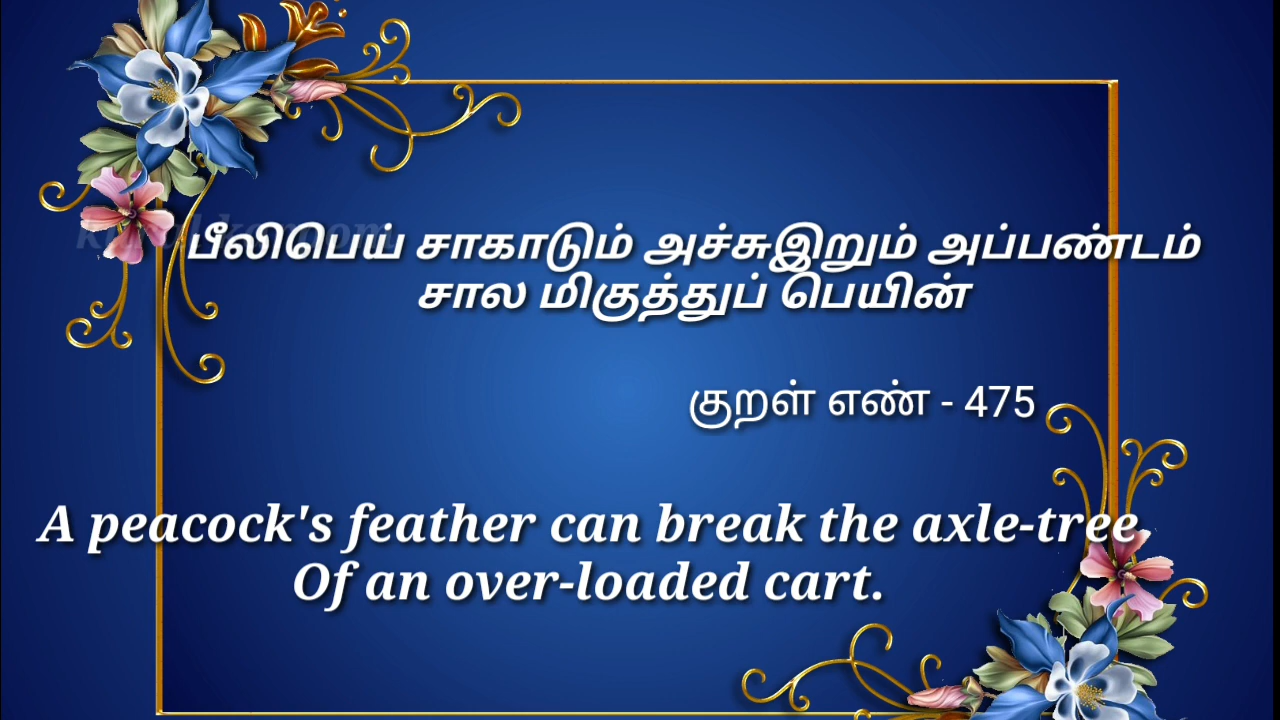 பீலிபெய் சாகாடும் அச்சுஇறும் அப்பண்டம்
சால மிகுத்துப் பெயின்
குறள் எண் - 475
A peacock's feather can break the axle-tree
Of an over-loaded cart.